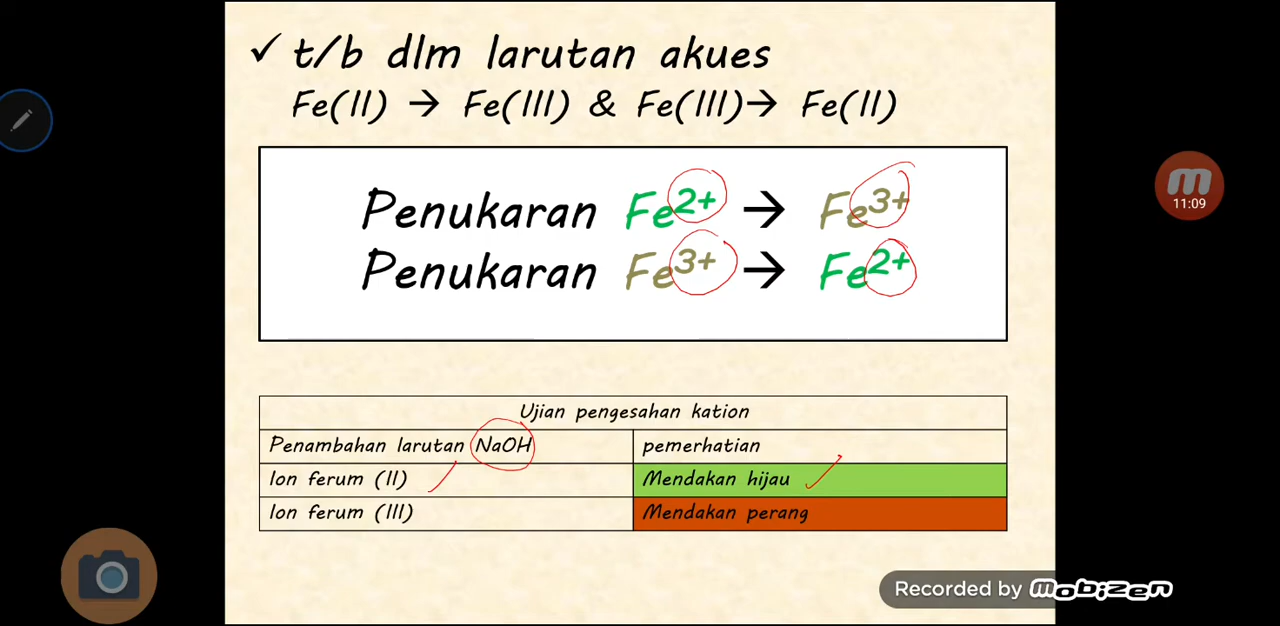 ✓ t/b dlm larutan akues
Fe(II) → Fe(III) & Fe(III)→ Fe(II)
Penukaran Fe2+ → Fe3+
Penukaran Fe3+ → Fe2+
11:09
Ujian pengesahan kation
Penambahan larutan NaOH pemerhatian
Ion ferum (II) Mendakan hijau
Ion ferum (III) Mendakan perang
Recorded by mobizen